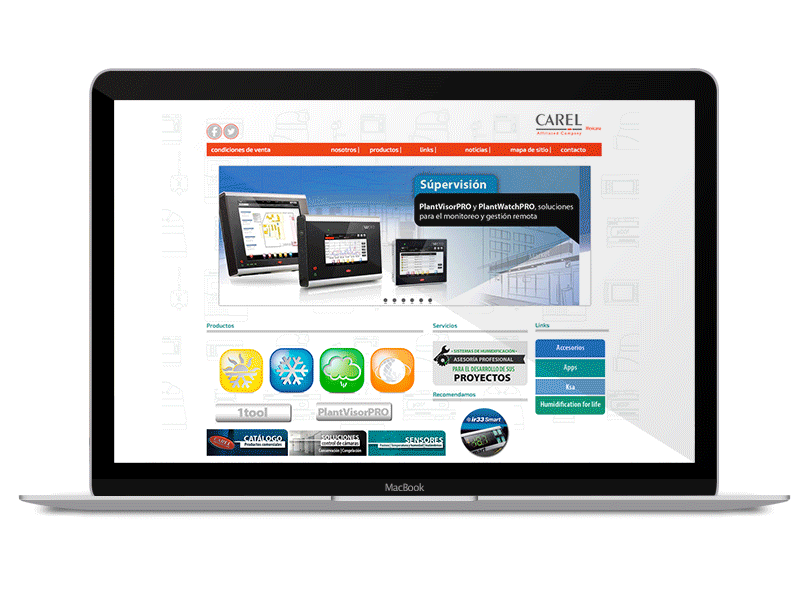 CAREL
Affiliates Company
condiciones de venta
nosotros |
productos |
links |
noticias |
mapa de sitio |
contacto
Súpervisión
PlantVisorPRO y PlantWatchPRO, soluciones
para el monitoreo y gestión remota
Productos
Servicios
Links
SISTEMAS DE HUMIDIFICACIÓN
ASESORÍA PROFESIONAL
PARA EL DESARROLLO DE SUS
PROYECTOS
Accesorios
Apps
Ksa
Humidification for life
Recomendamos
ir33 Smart
1tool
PlantVisorPRO
CAREL
CATÁLOGO
Productos comerciales
SOLUCIONES
control de cámaras
Conservación | Congelación
SENSORES
MacBook